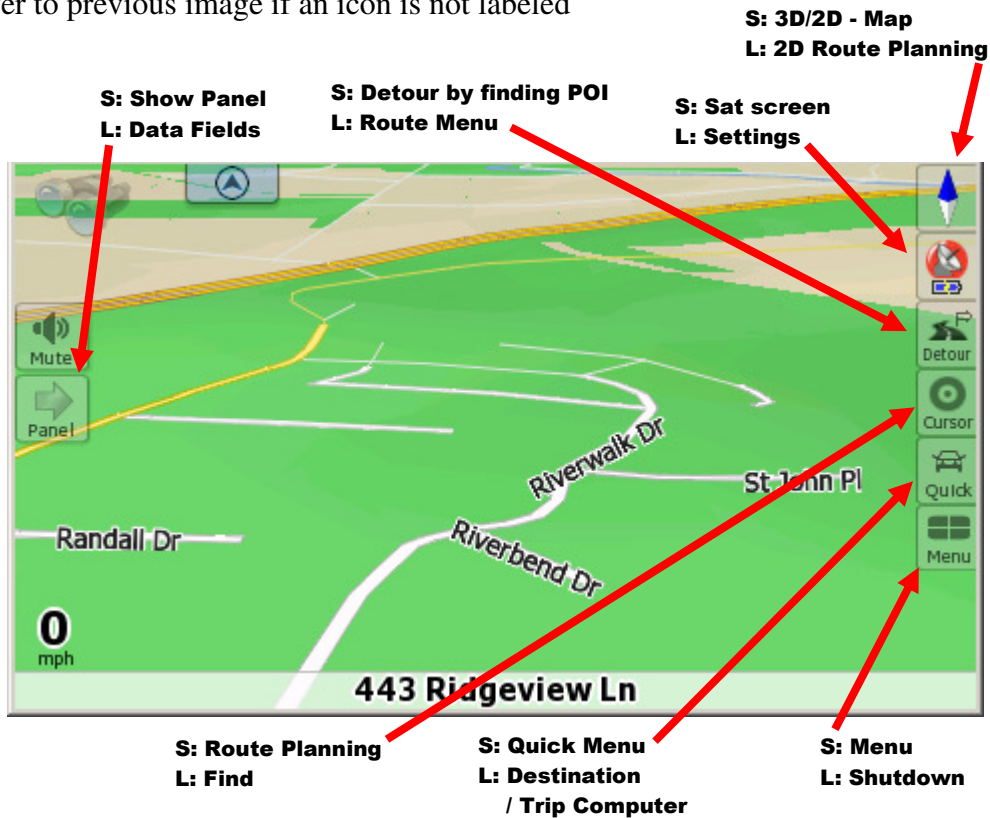 er to previous image if an icon is not labeled
S: 3D/2D - Map
L: 2D Route Planning
S: Show Panel
L: Data Fields
S: Detour by finding POI
L: Route Menu
S: Sat screen
L: Settings
Mute
Panel
Detour
Cursor
Quick
Menu
Riverwalk Dr
St John Pl
Randall Dr
Riverbend Dr
0
mph
443 Ridgeview Ln
S: Route Planning
L: Find
S: Quick Menu
L: Destination
/ Trip Computer
S: Menu
L: Shutdown